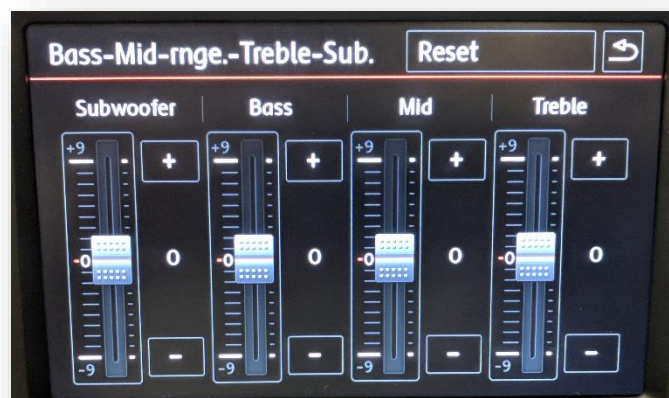 Bass-Mid-rnge.-Treble-Sub. Reset
Subwoofer Bass Mid Treble
+9 + +9 + +9 + +9 +
-0 0 -0 0 -0 0 -0 0
-9 - -9 - -9 - -9 -